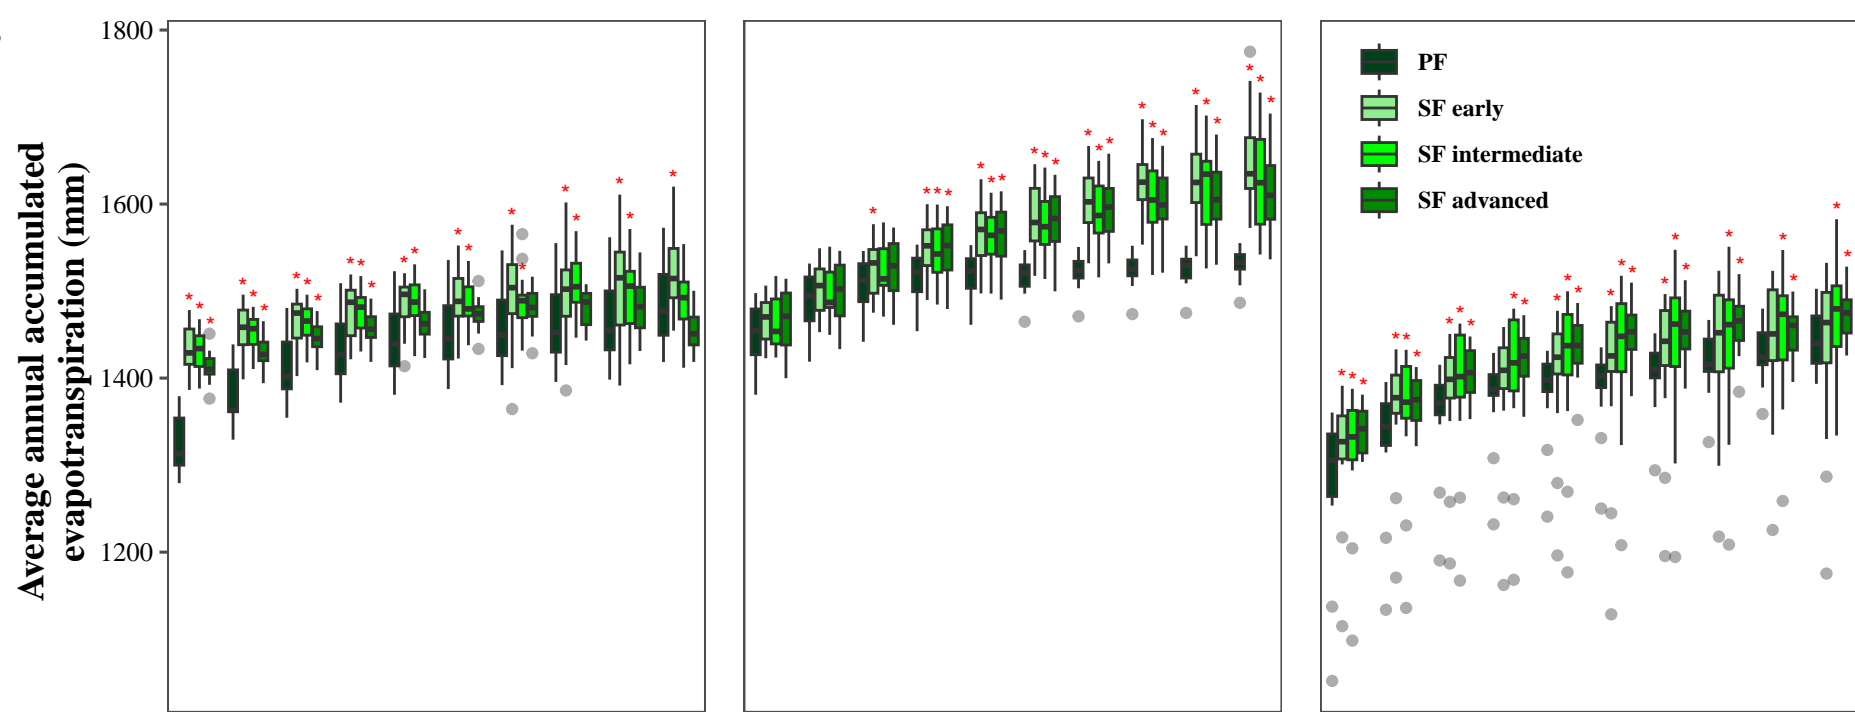 Average annual accumulated
evapotranspiration (mm)
1800
1600
1400
1200
PF
SF early
SF intermediate
SF advanced